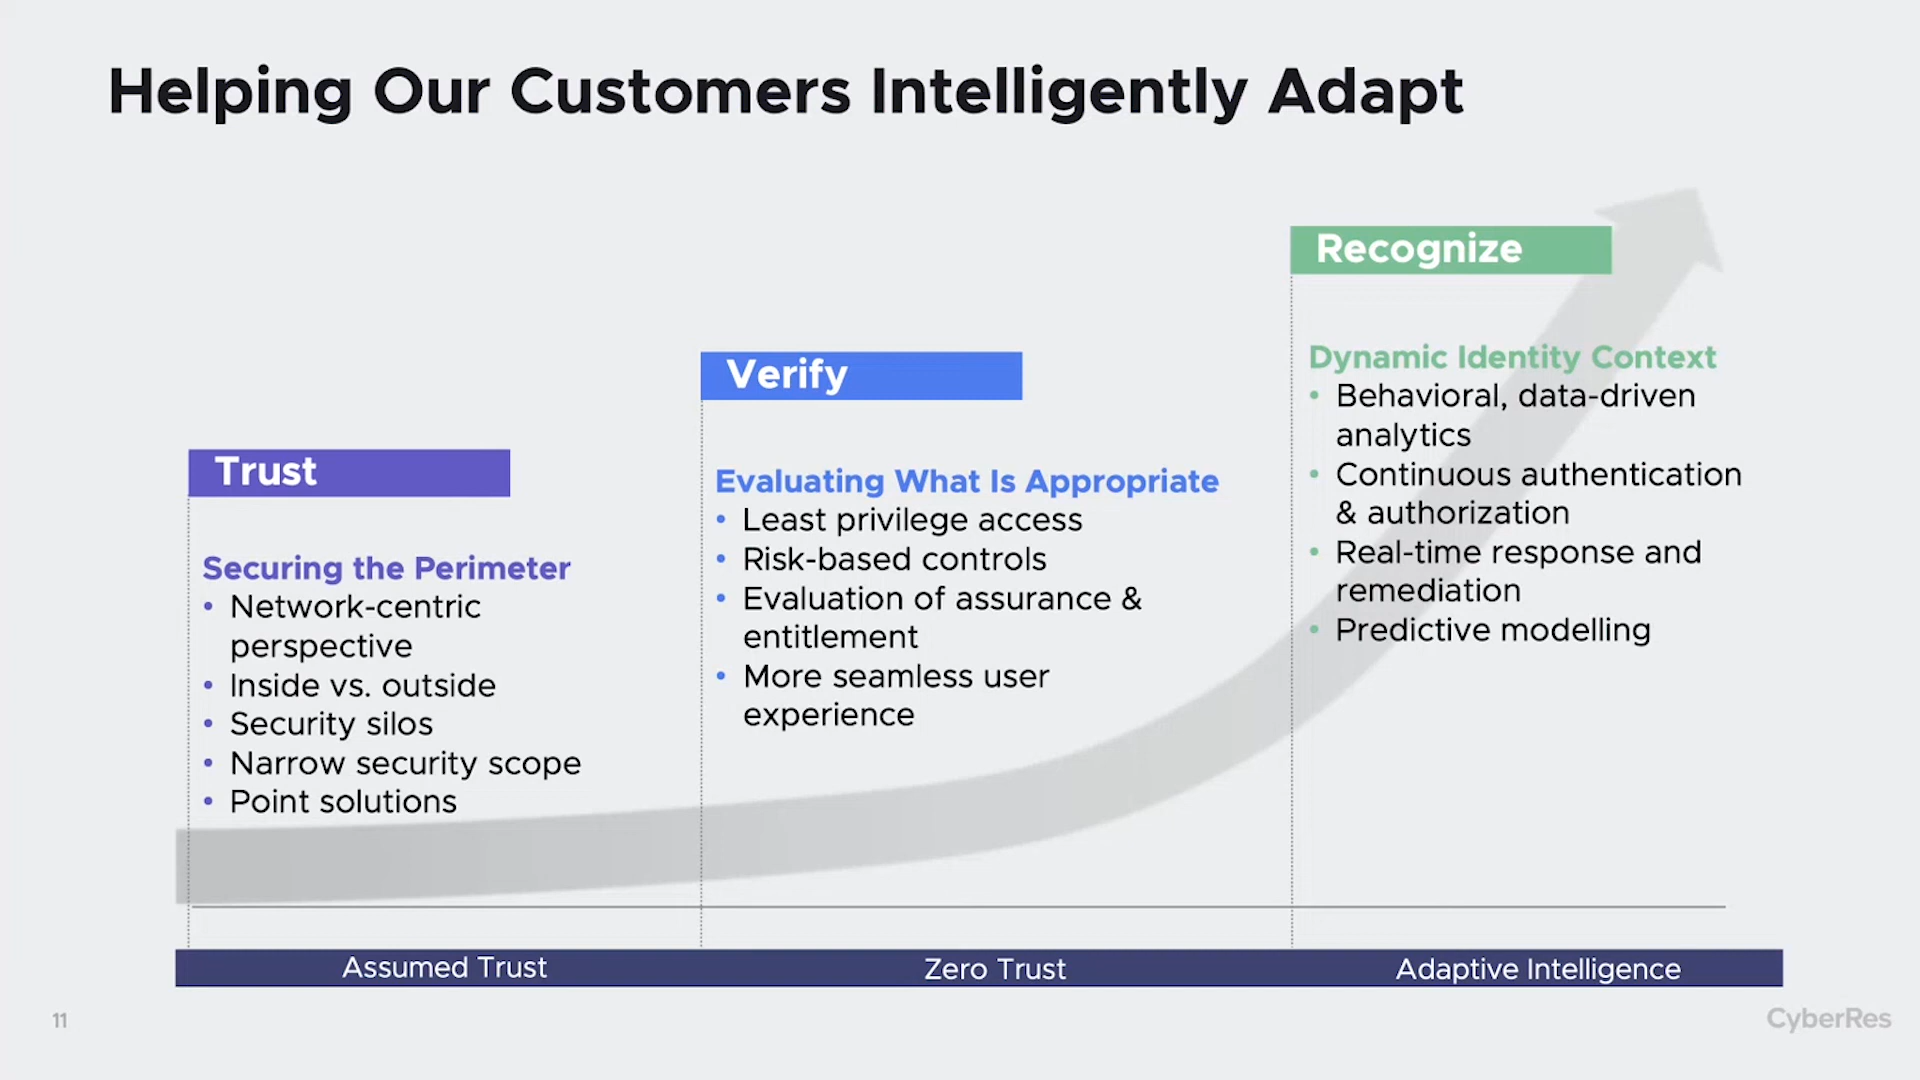 Helping Our Customers Intelligently Adapt
Trust
Securing the Perimeter
• Network-centric
perspective
• Inside vs. outside
• Security silos
• Narrow security scope
• Point solutions
Verify
Evaluating What Is Appropriate
• Least privilege access
• Risk-based controls
• Evaluation of assurance &
entitlement
• More seamless user
experience
Recognize
Dynamic Identity Context
• Behavioral, data-driven
analytics
• Continuous authentication
& authorization
• Real-time response and
remediation
• Predictive modelling
Assumed Trust
Zero Trust
Adaptive Intelligence
11
CyberRes